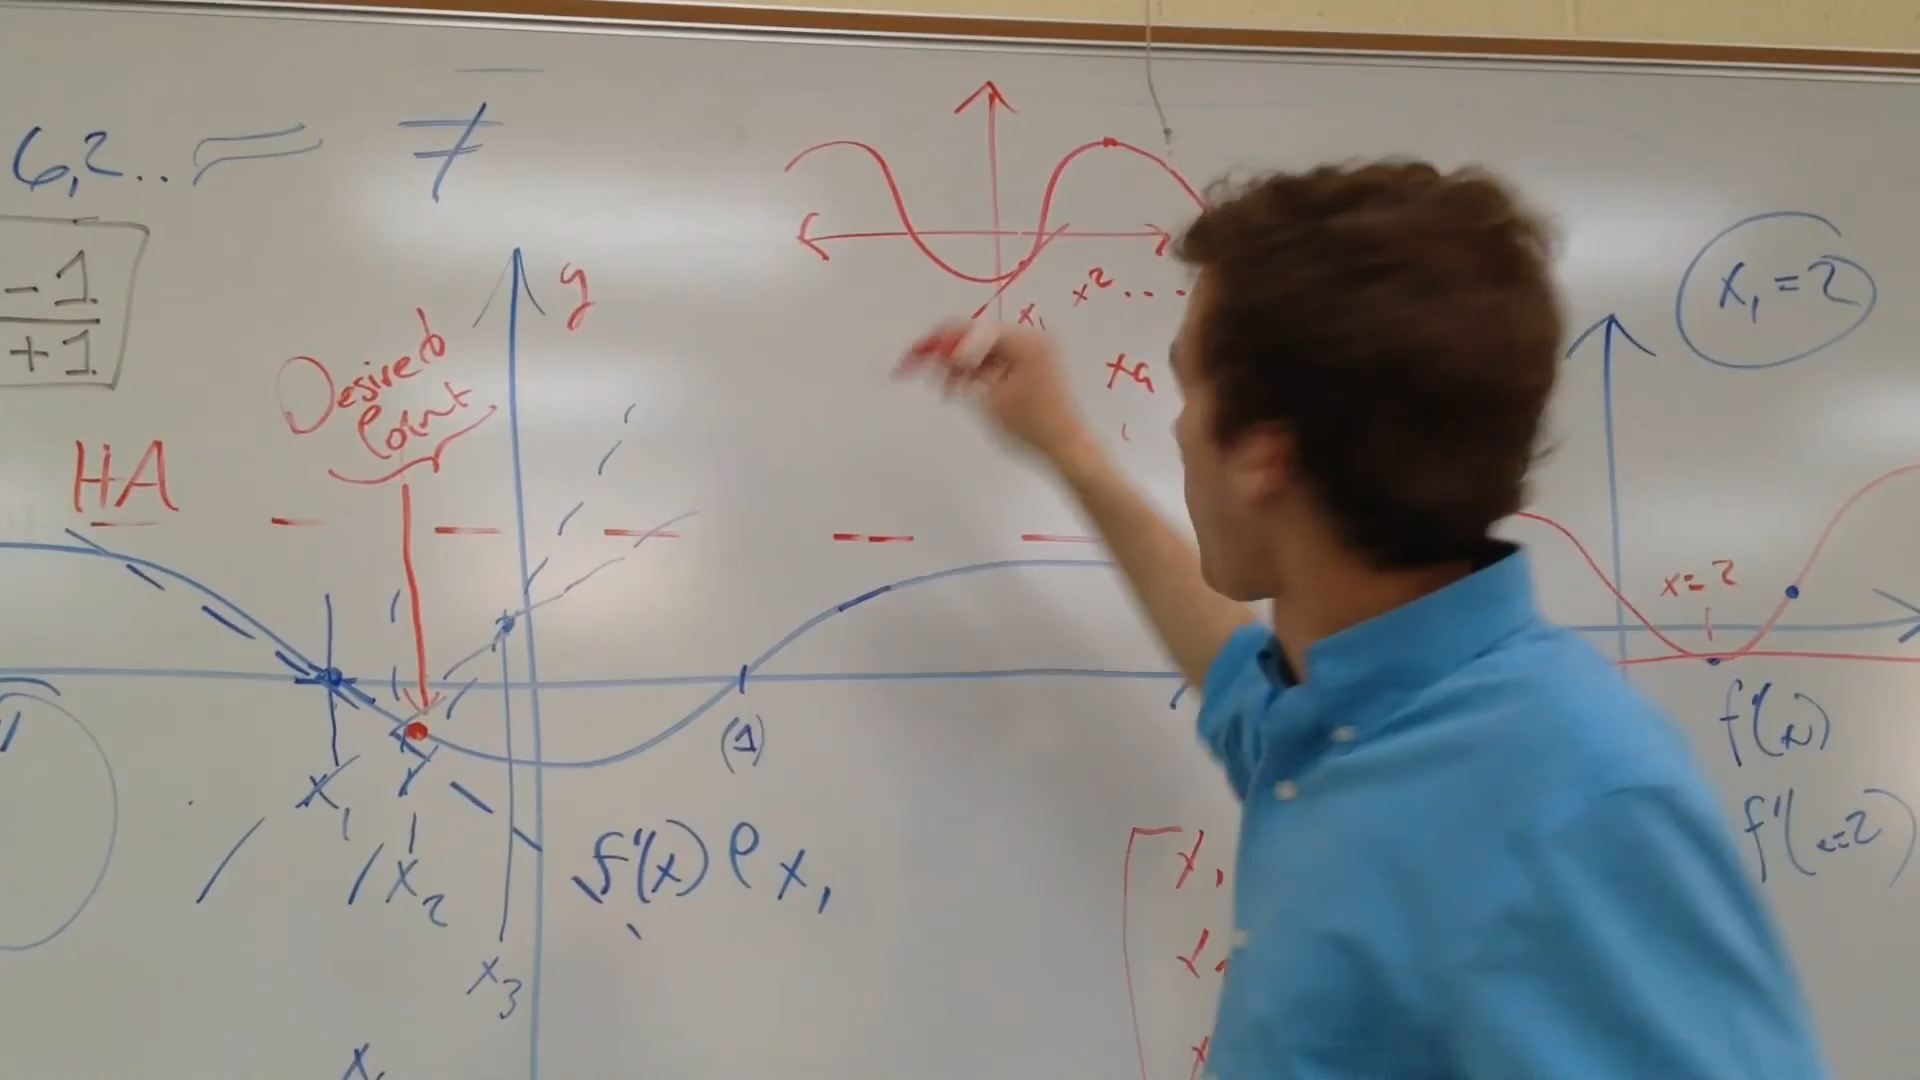 6,2.. ≈ 7
-1
+1
Desired
Point
y
HA
x₁ x² ...
x₁ = 2
x = 2
(1)
x₁
x₂
x₃
f'(x) @ x₁
f'(x)
f'(x=2)
x₁